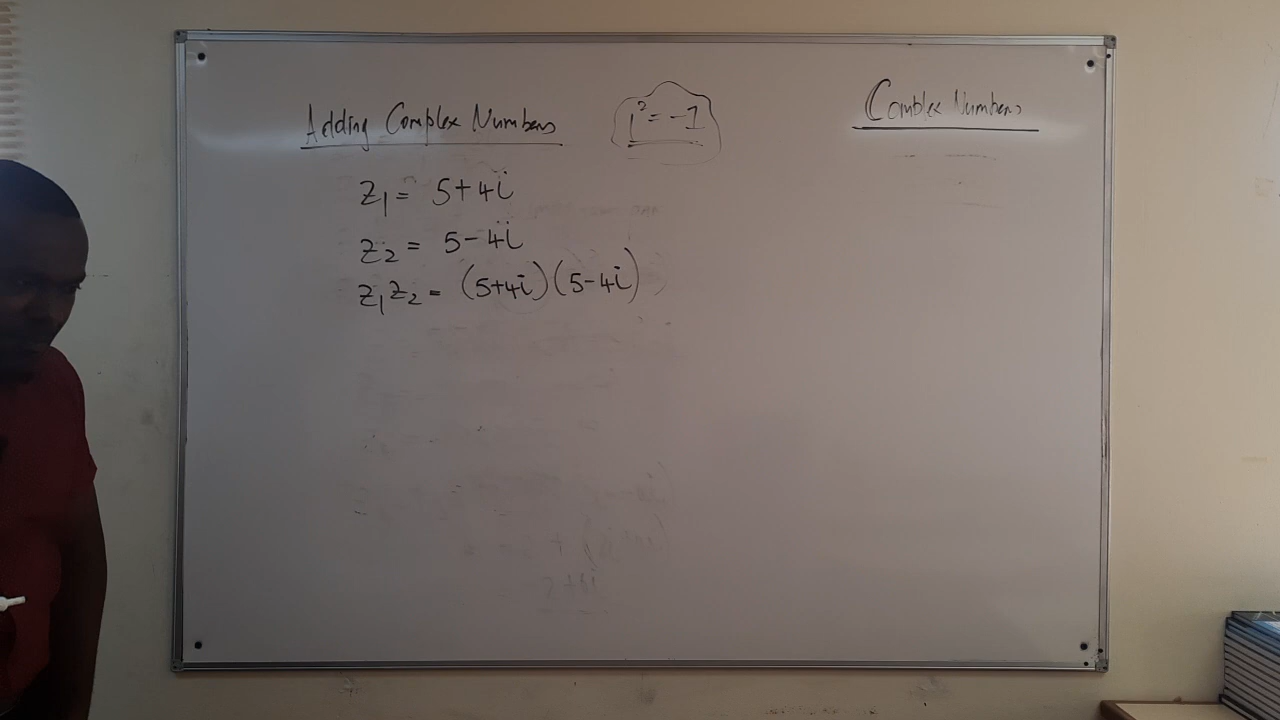 Adding Complex Numbers
i² = -1
Complex Numbers
z₁ = 5+4i
z₂ = 5-4i
z₁z₂ = (5+4i)(5-4i)